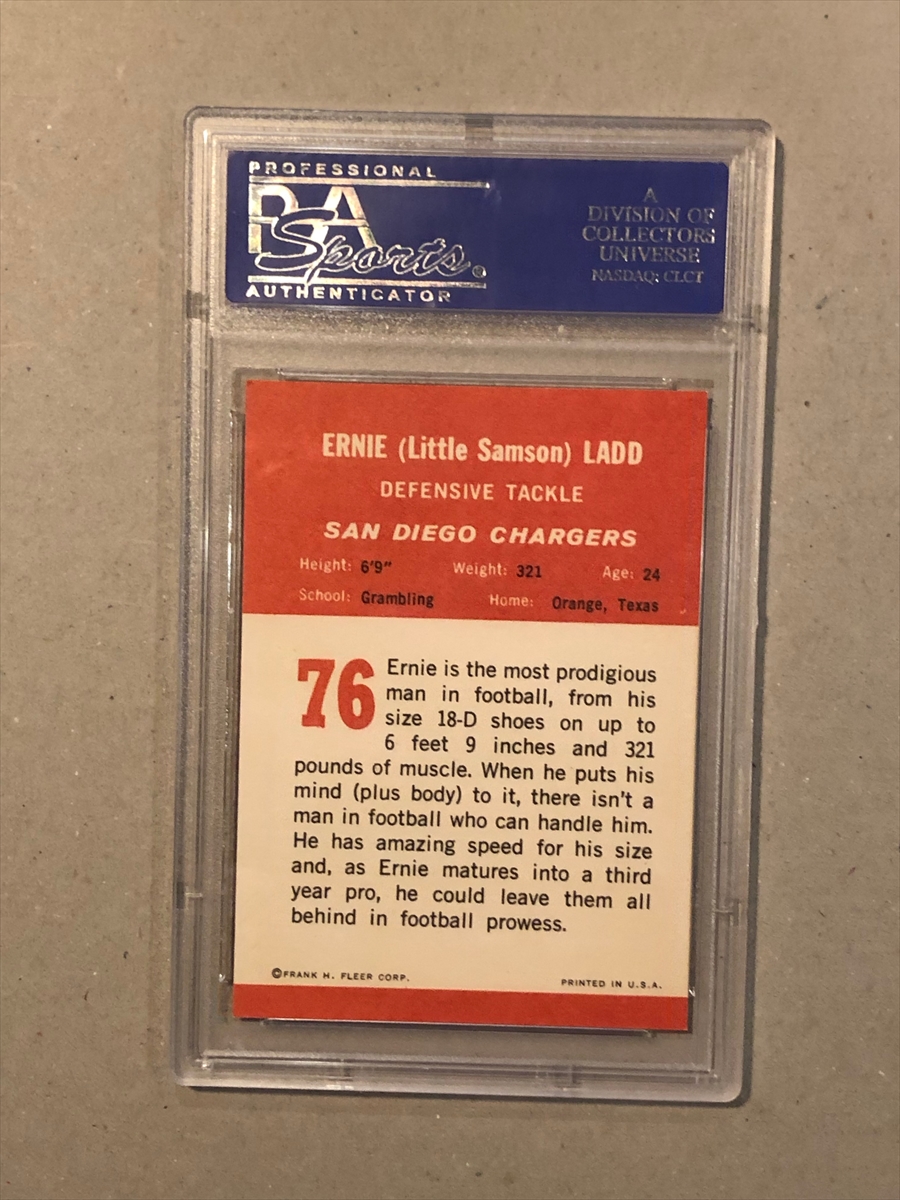 PROFESSIONAL
PSA
Sports®
AUTHENTICATOR
A
DIVISION OF
COLLECTORS
UNIVERSE
NASDAQ: CLCT
ERNIE (Little Samson) LADD
DEFENSIVE TACKLE
SAN DIEGO CHARGERS
Height: 6'9" Weight: 321 Age: 24
School: Grambling Home: Orange, Texas
76
Ernie is the most prodigious
man in football, from his
size 18-D shoes on up to
6 feet 9 inches and 321
pounds of muscle. When he puts his
mind (plus body) to it, there isn't a
man in football who can handle him.
He has amazing speed for his size
and, as Ernie matures into a third
year pro, he could leave them all
behind in football prowess.
©FRANK H. FLEER CORP. PRINTED IN U.S.A.